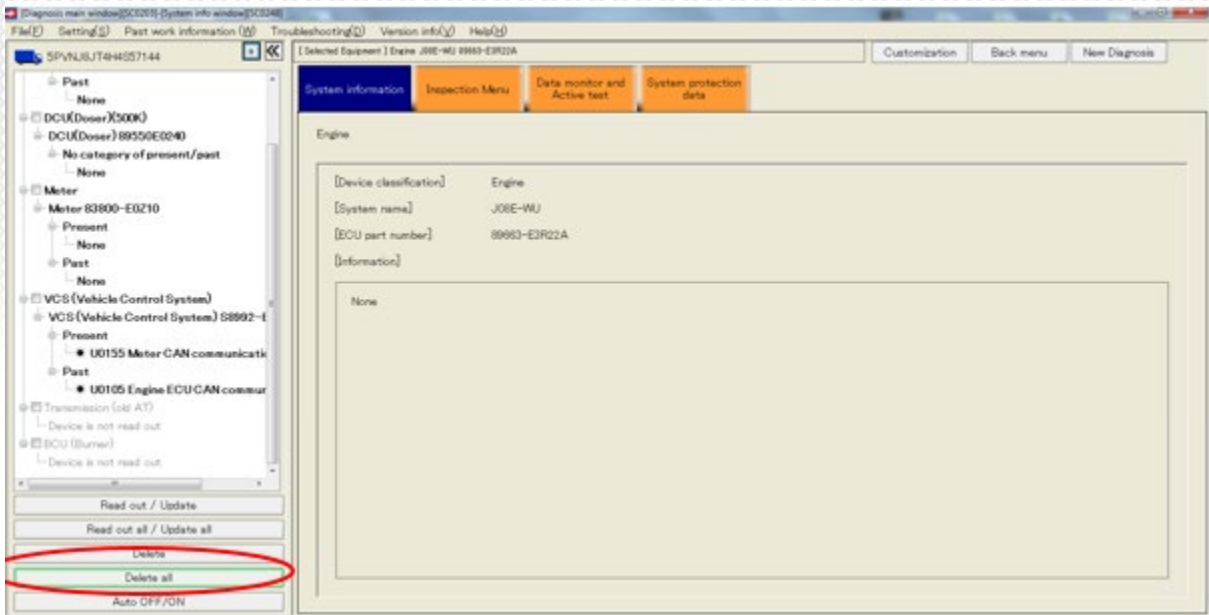 [Diagnosis main window][SC0203]-[System info window][SC0248]
File(F) Setting(S) Past work information (W) Troubleshooting(D) Version info(V) Help(H)
5PVNJ8JT4H4S57144
[ Selected Equipment ] Engine J08E-WU 89663-E3R22A
Customization Back menu New Diagnosis
Past
None
DCU(Doser)(500K)
DCU(Doser) 89550E0240
No category of present/past
None
Meter
Meter 83800-E0Z10
Present
None
Past
None
VCS (Vehicle Control System)
VCS (Vehicle Control System) S8992-E
Present
U0155 Meter CAN communicatic
Past
U0105 Engine ECU CAN commur
Transmission (old AT)
Device is not read out
BCU (Burner)
Device is not read out
Read out / Update
Read out all / Update all
Delete
Delete all
Auto OFF/ON
System information
Inspection Menu
Data monitor and
Active test
System protection
data
Engine
[Device classification] Engine
[System name] J08E-WU
[ECU part number] 89663-E3R22A
[Information]
None